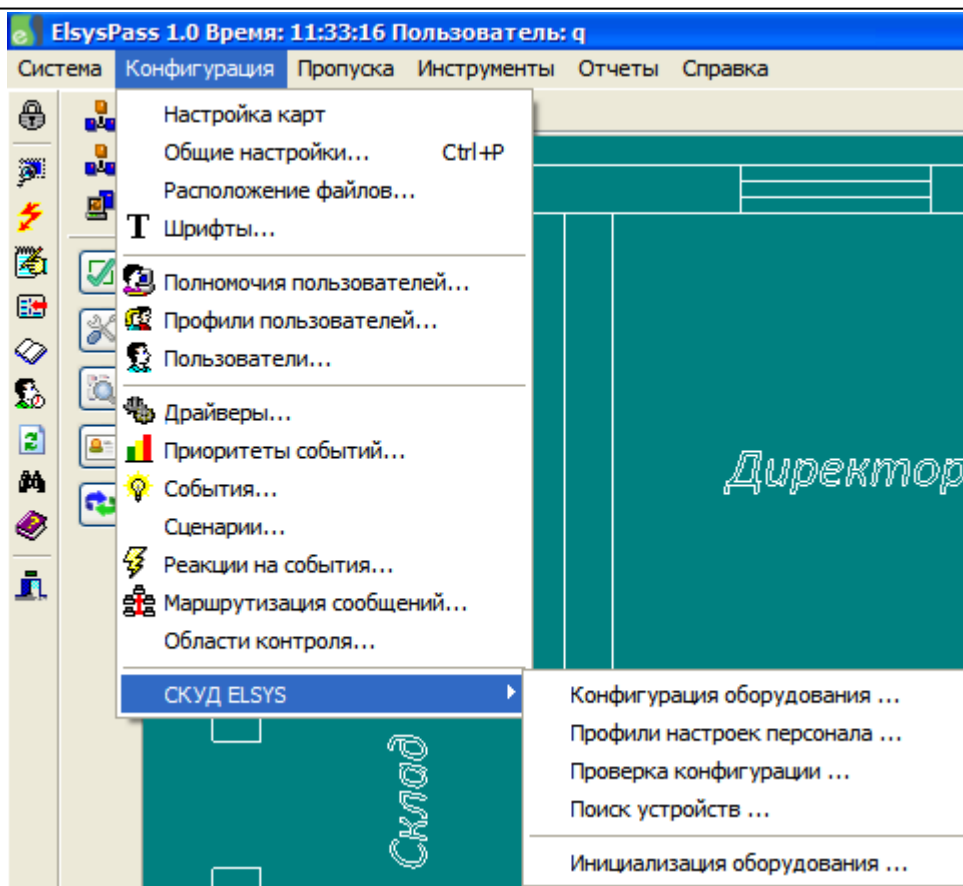 ElsysPass 1.0 Время: 11:33:16 Пользователь: q
Система Конфигурация Пропуска Инструменты Отчеты Справка
Настройка карт
Общие настройки... Ctrl+P
Расположение файлов...
Шрифты...
Полномочия пользователей...
Профили пользователей...
Пользователи...
Драйверы...
Приоритеты событий...
События...
Сценарии...
Реакции на события...
Маршрутизация сообщений...
Области контроля...
СКУД ELSYS
Конфигурация оборудования ...
Профили настроек персонала ...
Проверка конфигурации ...
Поиск устройств ...
Инициализация оборудования ...
Директор
Склад